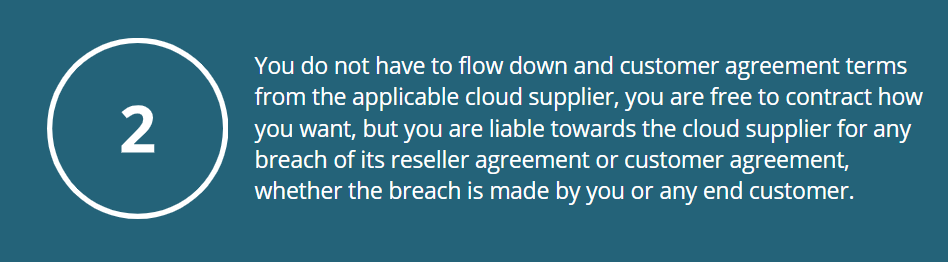 2
You do not have to flow down and customer agreement terms
from the applicable cloud supplier, you are free to contract how
you want, but you are liable towards the cloud supplier for any
breach of its reseller agreement or customer agreement,
whether the breach is made by you or any end customer.